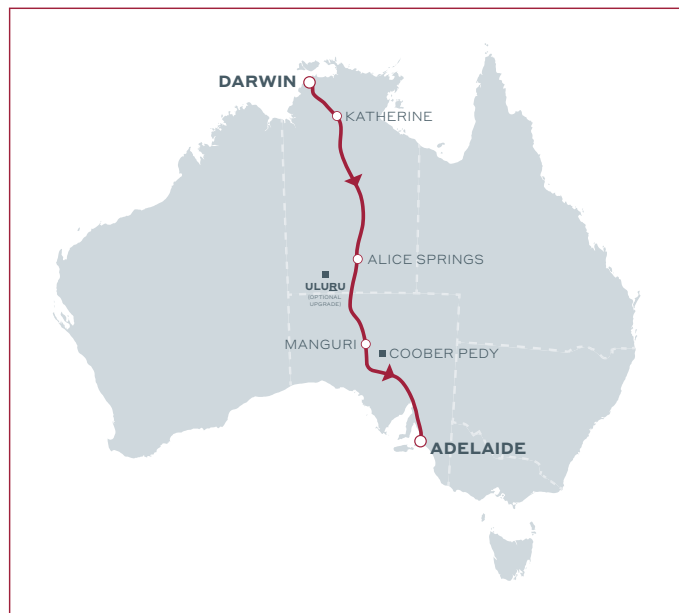 DARWIN
KATHERINE
ALICE SPRINGS
ULURU
(OPTIONAL
UPGRADE)
MANGURI
COOBER PEDY
ADELAIDE